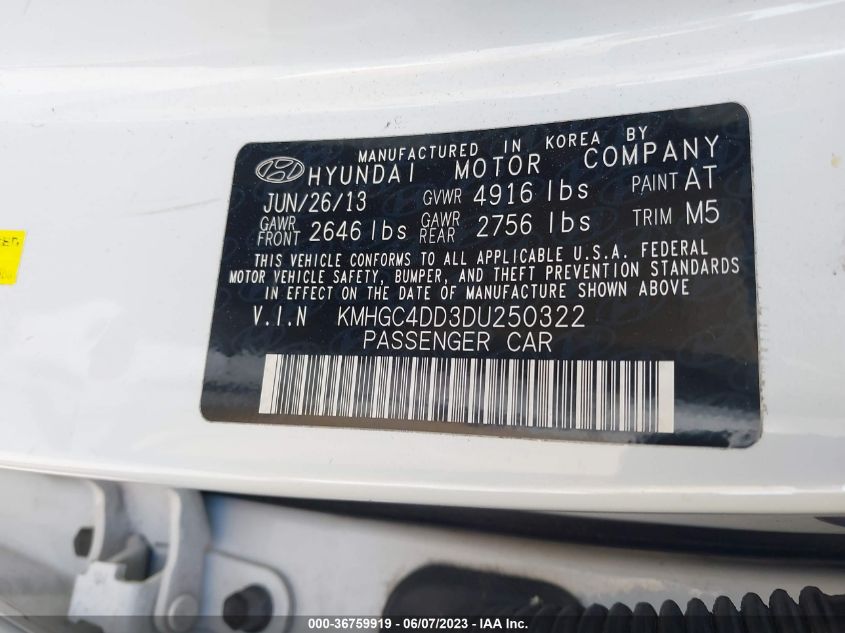 MANUFACTURED IN KOREA BY
HYUNDAI MOTOR COMPANY
JUN/26/13 GVWR 4916 lbs PAINT AT
GAWR FRONT 2646 lbs GAWR REAR 2756 lbs TRIM M5
THIS VEHICLE CONFORMS TO ALL APPLICABLE U.S.A. FEDERAL
MOTOR VEHICLE SAFETY, BUMPER, AND THEFT PREVENTION STANDARDS
IN EFFECT ON THE DATE OF MANUFACTURE SHOWN ABOVE
V.I.N KMHGC4DD3DU250322
PASSENGER CAR
000-36759919 - 06/07/2023 - IAA Inc.